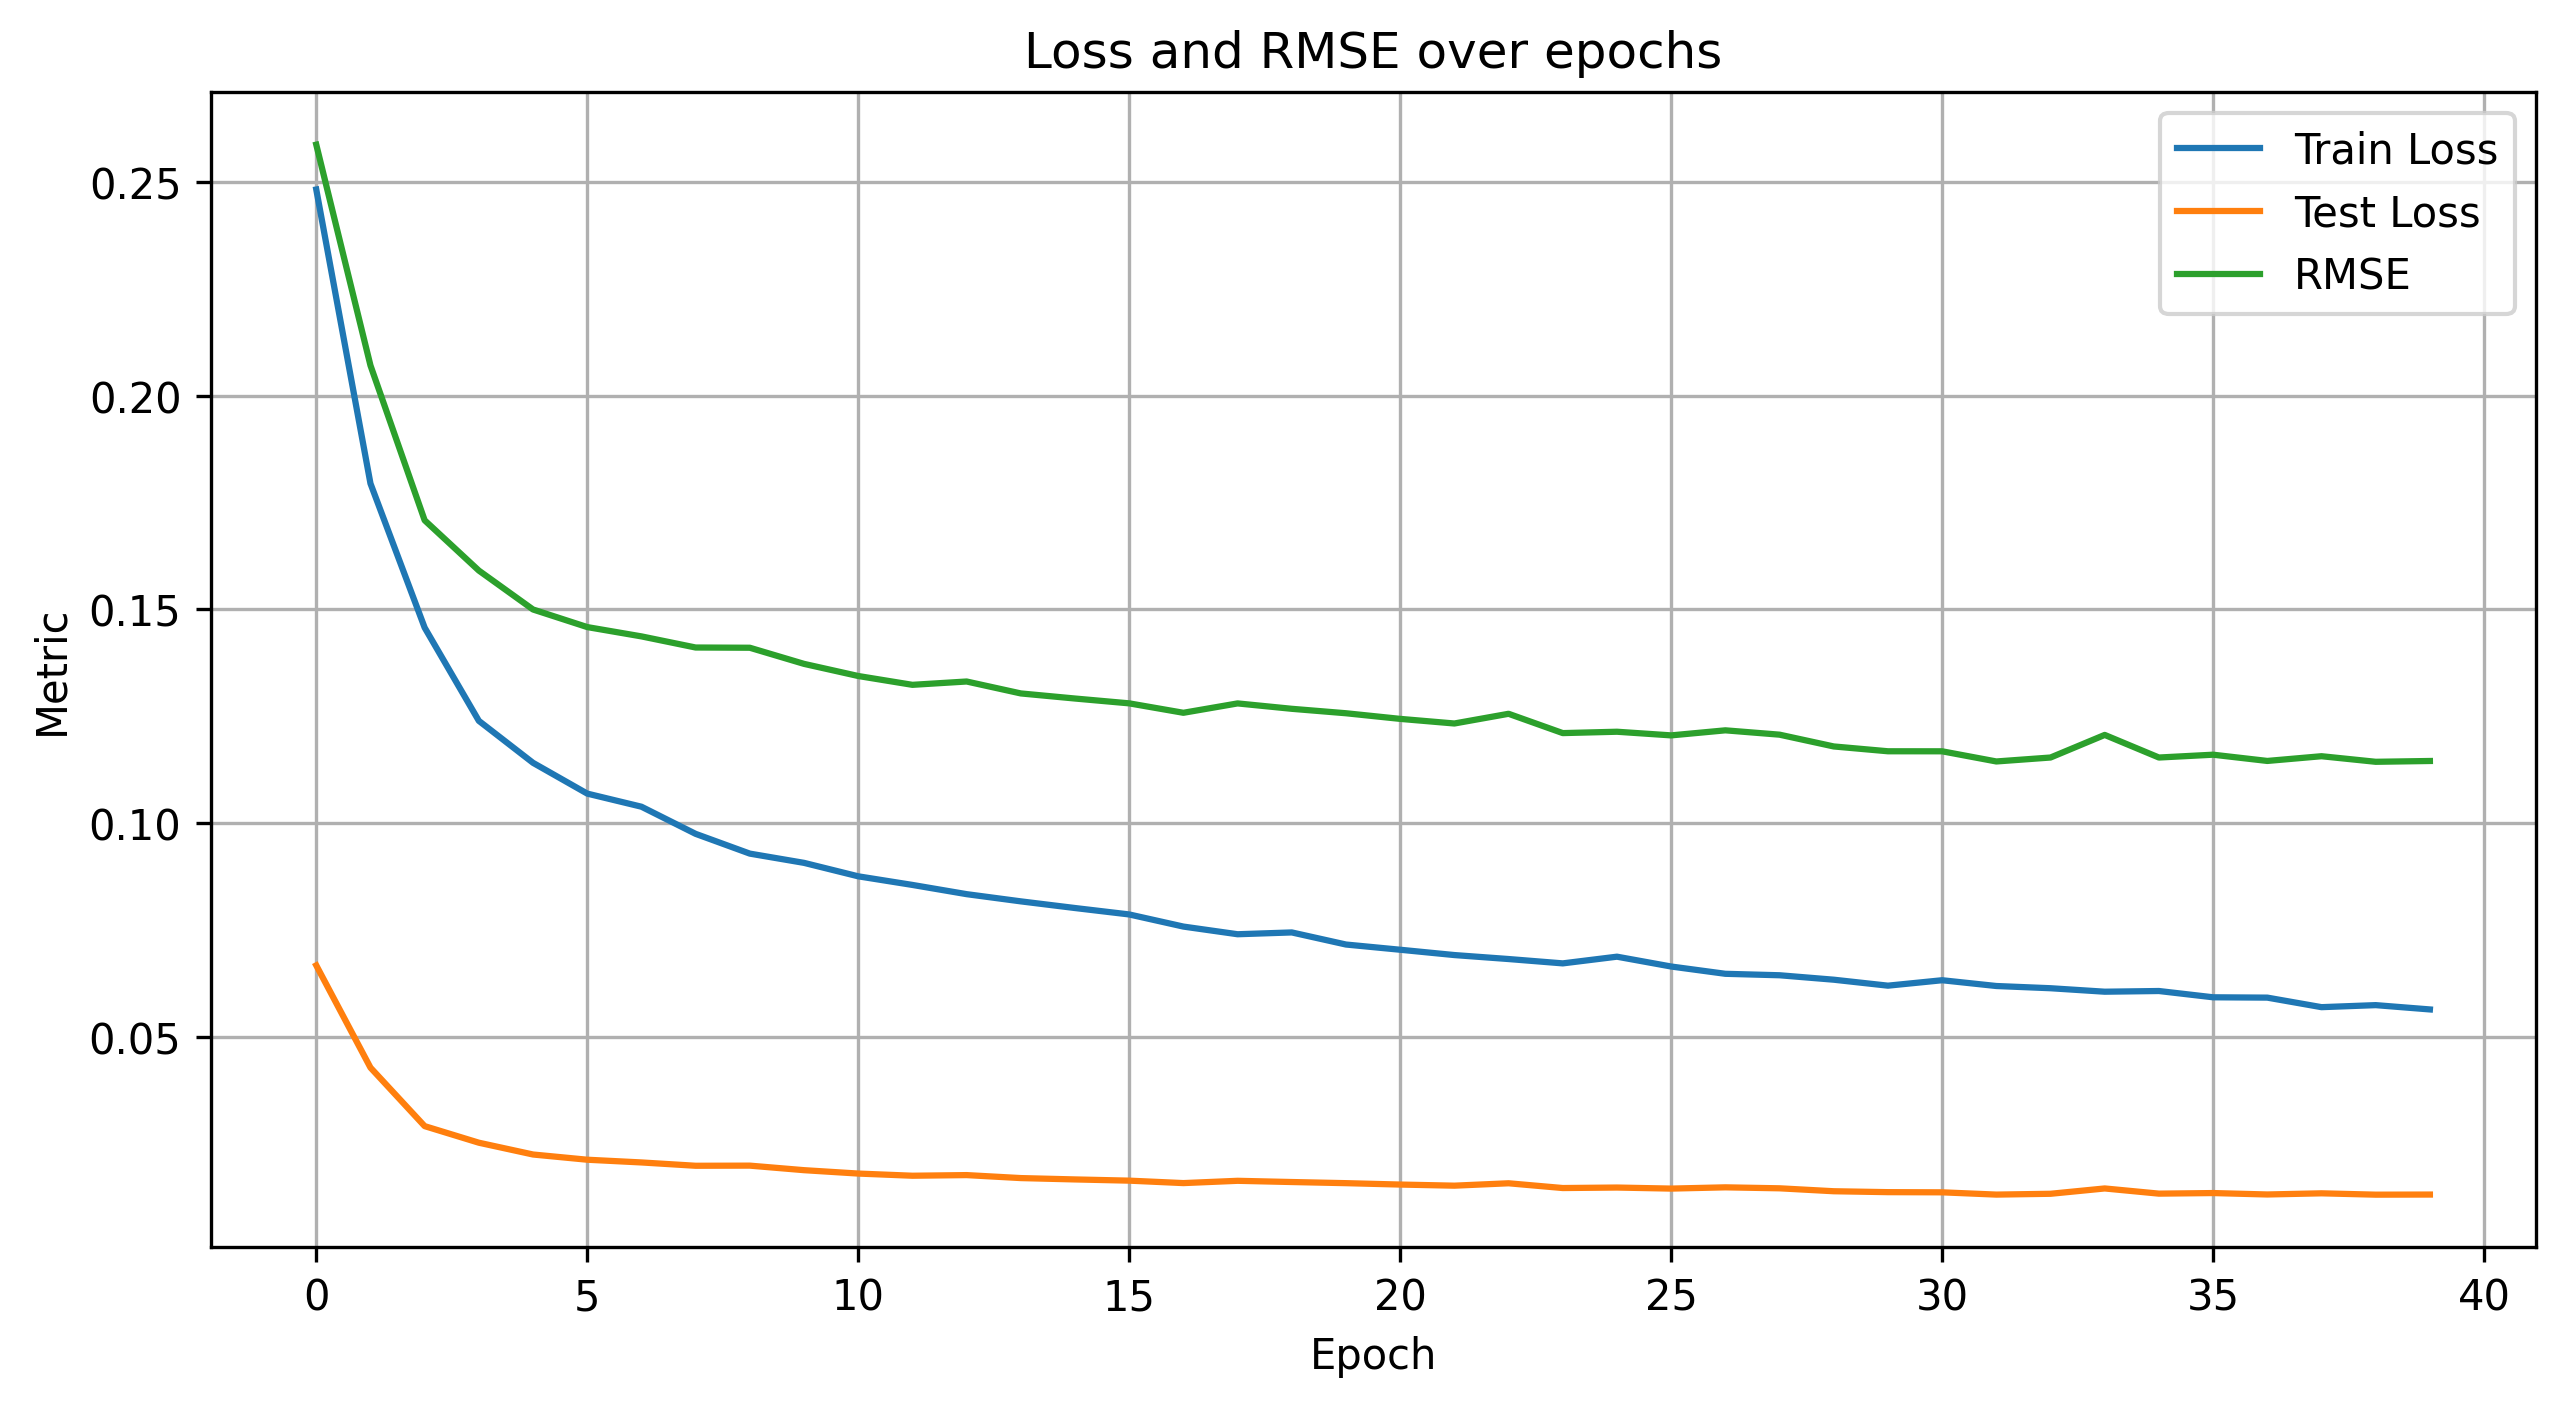 Loss and RMSE over epochs
Train Loss
Test Loss
RMSE
Metric
0.25
0.20
0.15
0.10
0.05
0 5 10 15 20 25 30 35 40
Epoch